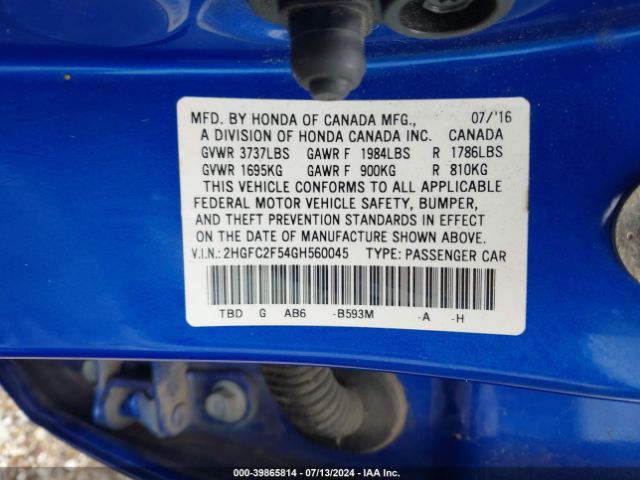 MFD. BY HONDA OF CANADA MFG., 07/'16
A DIVISION OF HONDA CANADA INC. CANADA
GVWR 3737LBS GAWR F 1984LBS R 1786LBS
GVWR 1695KG GAWR F 900KG R 810KG
THIS VEHICLE CONFORMS TO ALL APPLICABLE
FEDERAL MOTOR VEHICLE SAFETY, BUMPER,
AND THEFT PREVENTION STANDARDS IN EFFECT
ON THE DATE OF MANUFACTURE SHOWN ABOVE.
V.I.N.: 2HGFC2F54GH560045 TYPE: PASSENGER CAR
TBD G AB6 -B593M -A -H
000-39865814 / 07/13/2024 / IAA Inc.